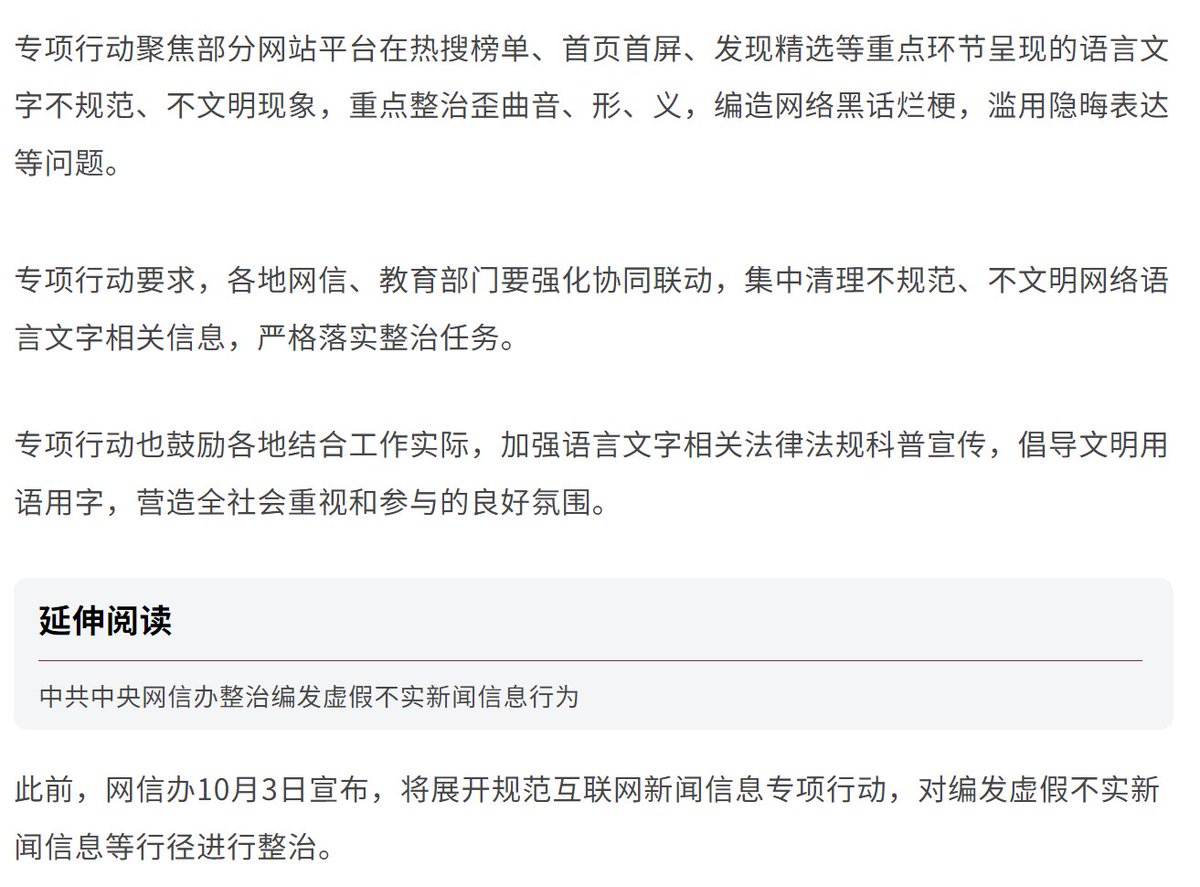 专项行动聚焦部分网站平台在热搜榜单、首页首屏、发现精选等重点环节呈现的语言文
字不规范、不文明现象，重点整治歪曲音、形、义，编造网络黑话烂梗，滥用隐晦表达
等问题。
专项行动要求，各地网信、教育部门要强化协同联动，集中清理不规范、不文明网络语
言文字相关信息，严格落实整治任务。
专项行动也鼓励各地结合工作实际，加强语言文字相关法律法规科普宣传，倡导文明用
语用字，营造全社会重视和参与的良好氛围。
延伸阅读
中共中央网信办整治编发虚假不实新闻信息行为
此前，网信办10月3日宣布，将展开规范互联网新闻信息专项行动，对编发虚假不实新
闻信息等行径进行整治。